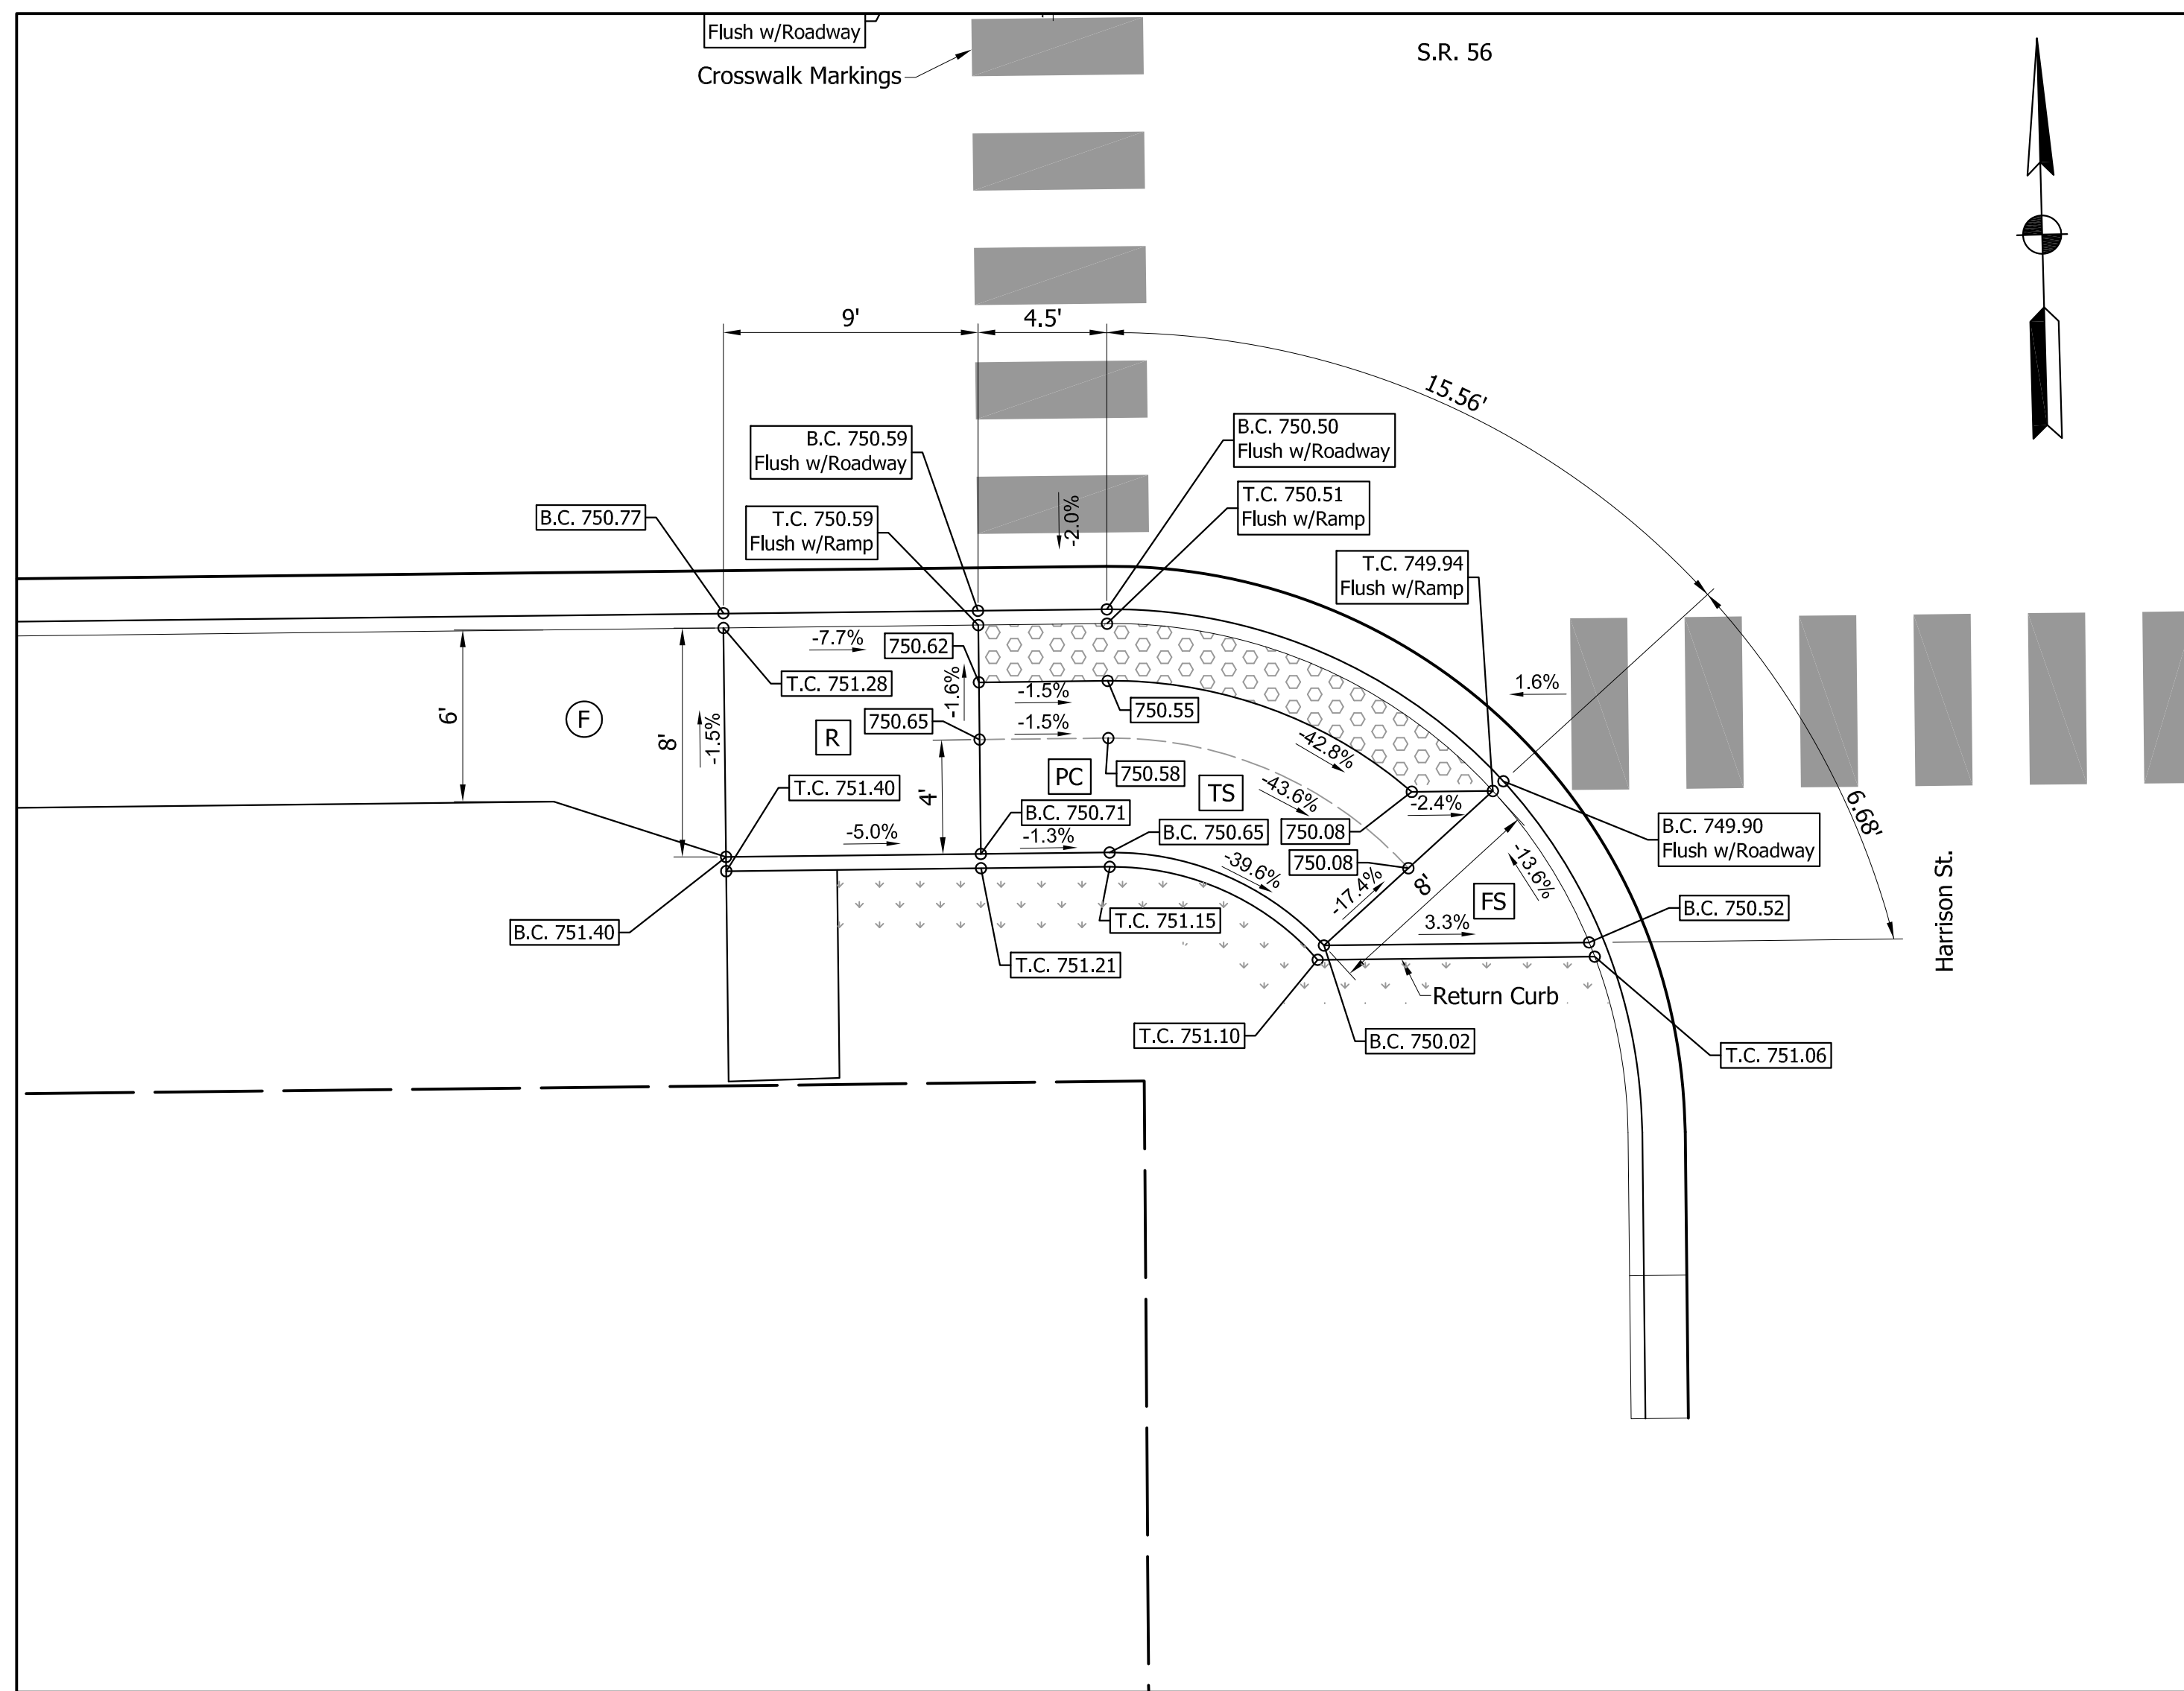 Flush w/Roadway
Crosswalk Markings
S.R. 56
9'
4.5'
15.56'
B.C. 750.59
Flush w/Roadway
B.C. 750.50
Flush w/Roadway
B.C. 750.77
T.C. 750.59
Flush w/Ramp
T.C. 750.51
Flush w/Ramp
-2.0%
T.C. 749.94
Flush w/Ramp
-7.7%
750.62
T.C. 751.28
-1.6%
-1.5%
750.55
1.6%
6'
F
8'
-1.5%
R
750.65
-1.5%
-42.8%
750.58
PC
TS
-43.6%
T.C. 751.40
4'
B.C. 750.71
-2.4%
6.68'
-5.0%
-1.3%
B.C. 750.65
750.08
750.08
B.C. 749.90
Flush w/Roadway
-39.6%
-17.4%
8'
-13.6%
FS
B.C. 750.52
Harrison St.
B.C. 751.40
T.C. 751.15
3.3%
T.C. 751.21
Return Curb
T.C. 751.10
B.C. 750.02
T.C. 751.06